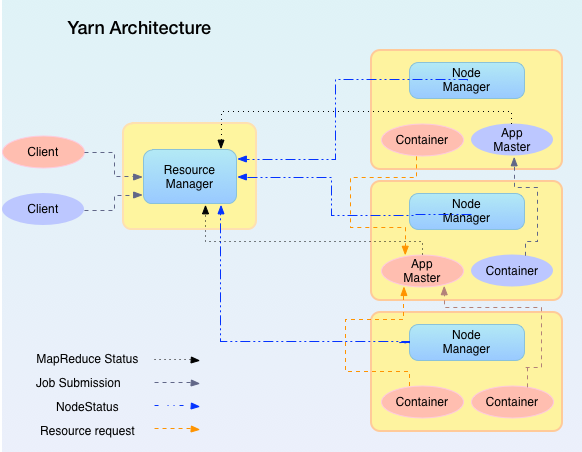 Yarn Architecture
Node
Manager
Container
App
Master
Client
Resource
Manager
Client
Node
Manager
App
Master
Container
Node
Manager
Container
Container
MapReduce Status
Job Submission
NodeStatus
Resource request